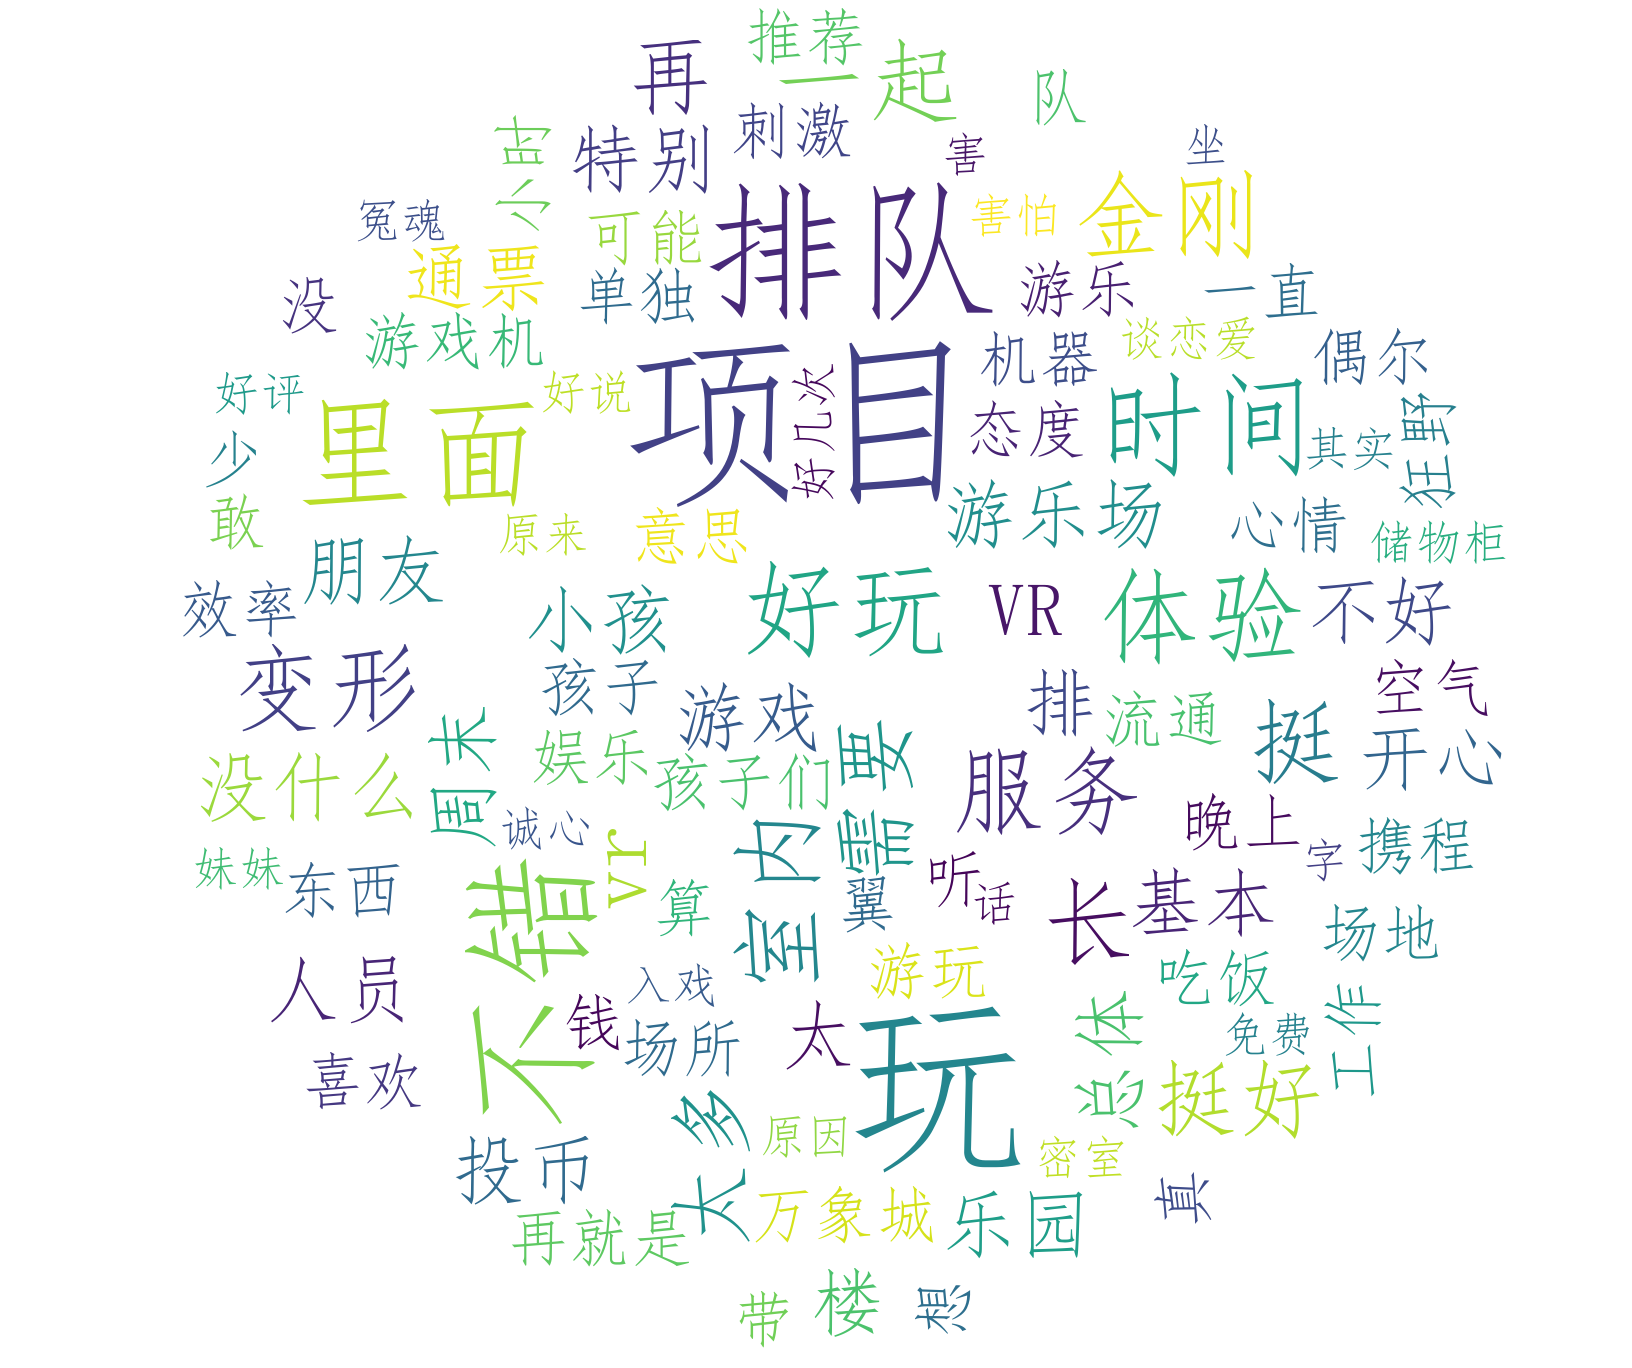 推荐
一起
再
队
刺激
特别
小时
害
坐
排队
害怕
金刚
冤魂
可能
通票
单独
游乐
一直
没
游戏机
机器
谈恋爱
偶尔
好评
好说
项目
好几次
里面
态度
时间
其实
狂野
少
敢
原来
意思
游乐场
心情
储物柜
朋友
效率
小孩
好玩
VR
体验
不好
变形
孩子
游戏
排
流通
空气
挺
开心
周末
娱乐
没什么
孩子们
需要
服务
诚心
vr
室内
晚上
携程
字
妹妹
东西
不错
算
翼
听
话
长
基本
场地
人员
钱
入戏
场所
太
游玩
吃饭
总体
免费
工作
喜欢
玩
挺好
投币
太多
原因
密室
真
再就是
万象城
乐园
带
楼
想